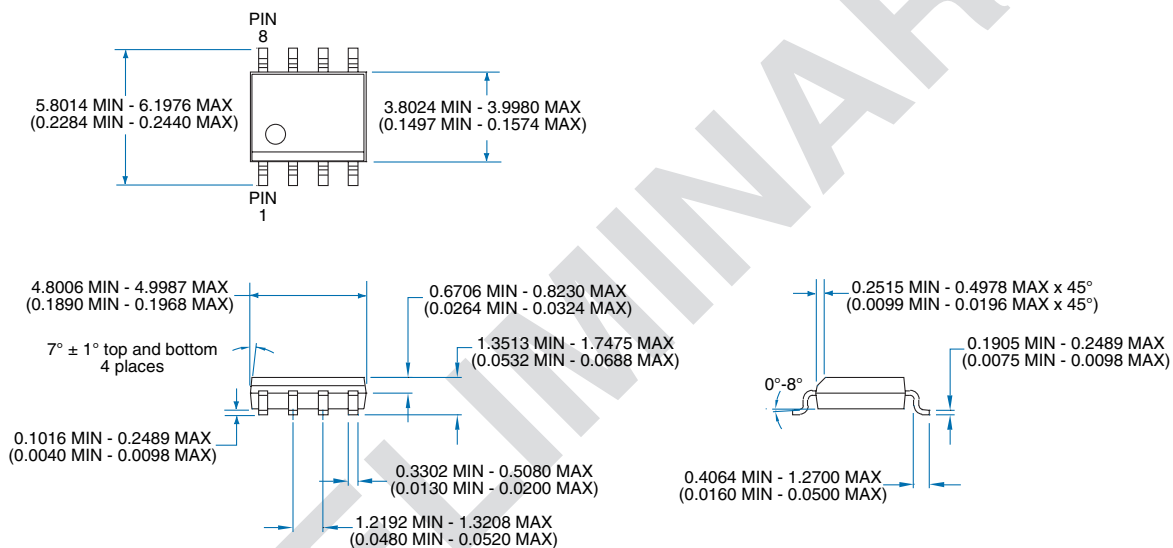 PIN
8
5.8014 MIN - 6.1976 MAX
(0.2284 MIN - 0.2440 MAX)
3.8024 MIN - 3.9980 MAX
(0.1497 MIN - 0.1574 MAX)
PIN
1
4.8006 MIN - 4.9987 MAX
(0.1890 MIN - 0.1968 MAX)
0.6706 MIN - 0.8230 MAX
(0.0264 MIN - 0.0324 MAX)
7° ± 1° top and bottom
4 places
1.3513 MIN - 1.7475 MAX
(0.0532 MIN - 0.0688 MAX)
0.1016 MIN - 0.2489 MAX
(0.0040 MIN - 0.0098 MAX)
0.3302 MIN - 0.5080 MAX
(0.0130 MIN - 0.0200 MAX)
1.2192 MIN - 1.3208 MAX
(0.0480 MIN - 0.0520 MAX)
0.2515 MIN - 0.4978 MAX x 45°
(0.0099 MIN - 0.0196 MAX x 45°)
0.1905 MIN - 0.2489 MAX
(0.0075 MIN - 0.0098 MAX)
0°-8°
0.4064 MIN - 1.2700 MAX
(0.0160 MIN - 0.0500 MAX)
LIMINAR